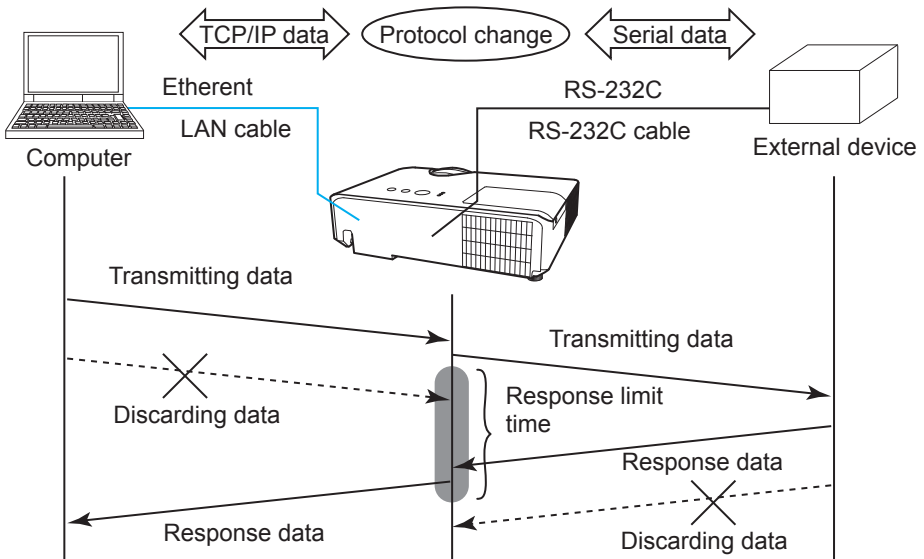 TCP/IP data
Protocol change
Serial data
Etherent
RS-232C
LAN cable
RS-232C cable
Computer
External device
Transmitting data
Transmitting data
Response limit
time
Discarding data
Response data
Response data
Discarding data